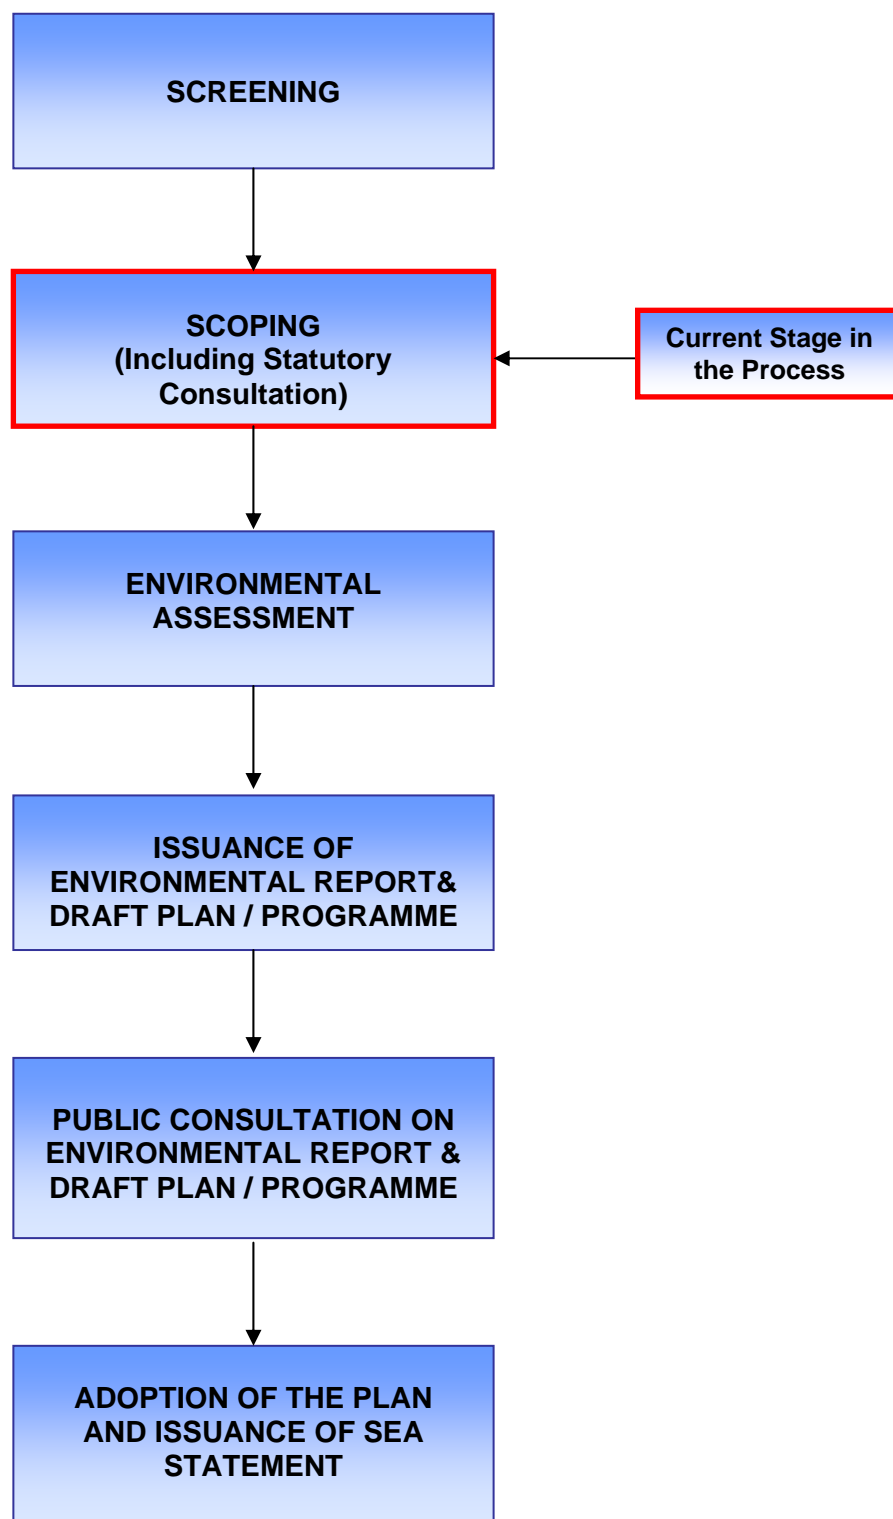 SCREENING
SCOPING
(Including Statutory
Consultation)
Current Stage in
the Process
ENVIRONMENTAL
ASSESSMENT
ISSUANCE OF
ENVIRONMENTAL REPORT&
DRAFT PLAN / PROGRAMME
PUBLIC CONSULTATION ON
ENVIRONMENTAL REPORT &
DRAFT PLAN / PROGRAMME
ADOPTION OF THE PLAN
AND ISSUANCE OF SEA
STATEMENT